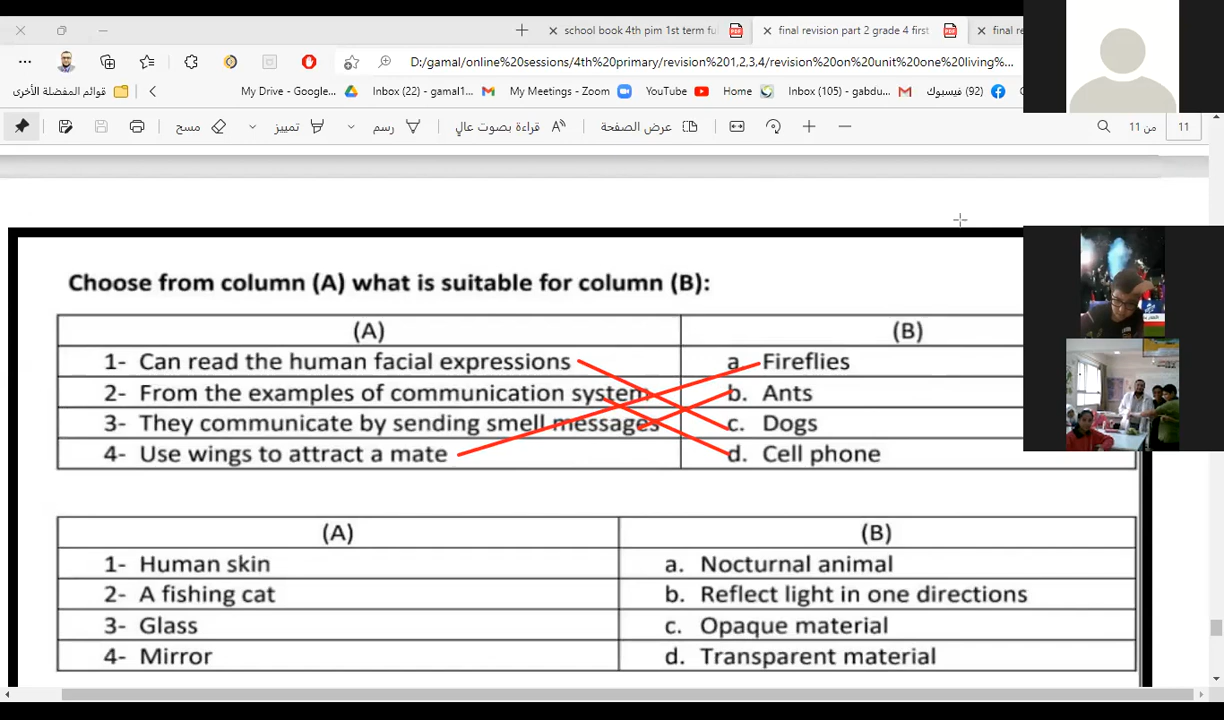 school book 4th pim 1st term fu
final revision part 2 grade 4 first
final re
D:/gamal/online%20sessions/4th%20primary/revision%201,2,3,4/revision%20on%20unit%20one%20living%...
قوائم المفضلة الأخرى
My Drive - Google...
Inbox (22) - gamal1...
My Meetings - Zoom
YouTube
Home
Inbox (105) - gabdu...
(92) فيسبوك
مسح
تمييز
رسم
قراءة بصوت عالٍ
عرض الصفحة
11 من 11
Choose from column (A) what is suitable for column (B):
(A) (B)
1- Can read the human facial expressions a. Fireflies
2- From the examples of communication system b. Ants
3- They communicate by sending smell messages c. Dogs
4- Use wings to attract a mate d. Cell phone
(A) (B)
1- Human skin a. Nocturnal animal
2- A fishing cat b. Reflect light in one directions
3- Glass c. Opaque material
4- Mirror d. Transparent material